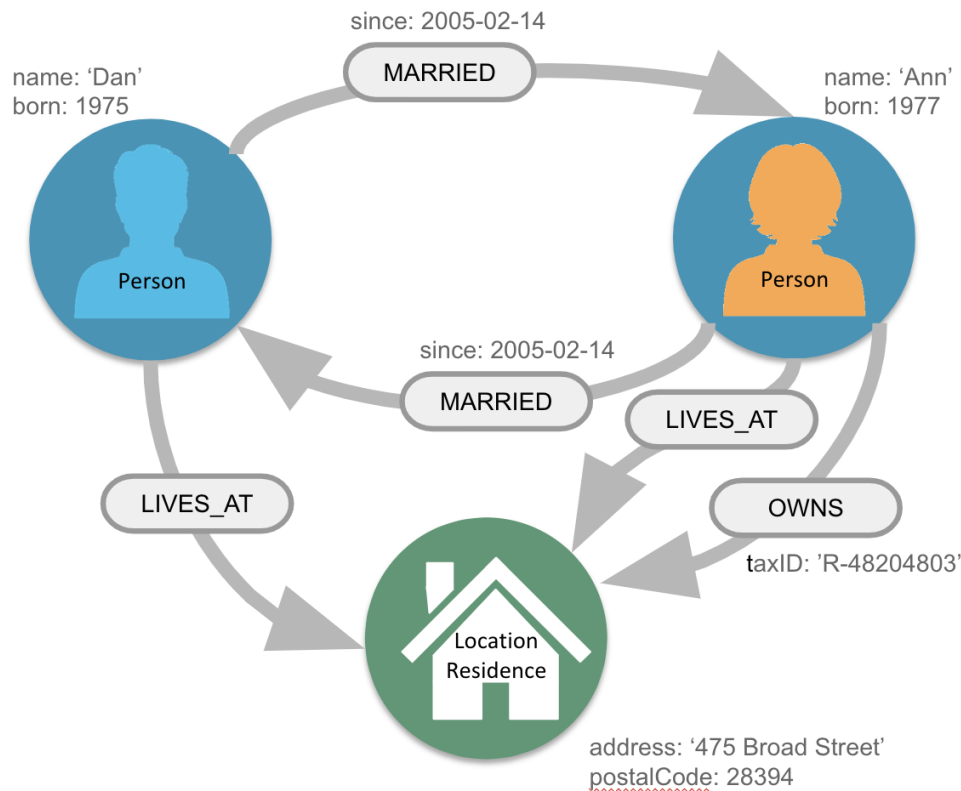 since: 2005-02-14
MARRIED
name: ‘Dan’
born: 1975
name: ‘Ann’
born: 1977
Person
Person
since: 2005-02-14
MARRIED
LIVES_AT
LIVES_AT
OWNS
taxID: ’R-48204803’
Location
Residence
address: ‘475 Broad Street’
postalCode: 28394